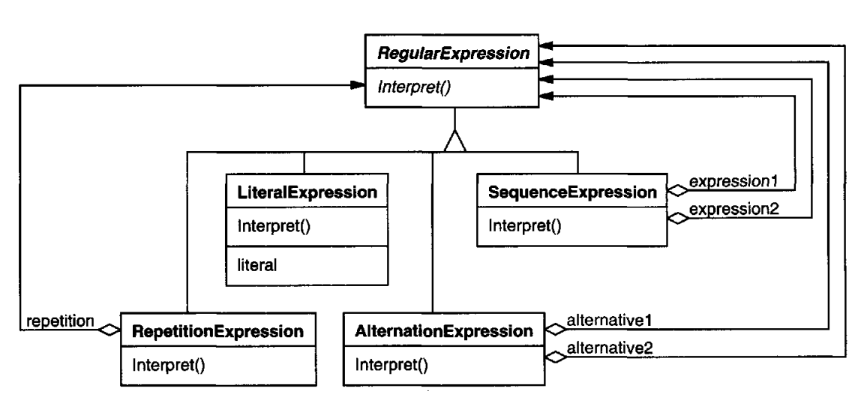 RegularExpression
Interpret()
LiteralExpression
Interpret()
literal
SequenceExpression
Interpret()
expression1
expression2
repetition
RepetitionExpression
Interpret()
AlternationExpression
Interpret()
alternative1
alternative2